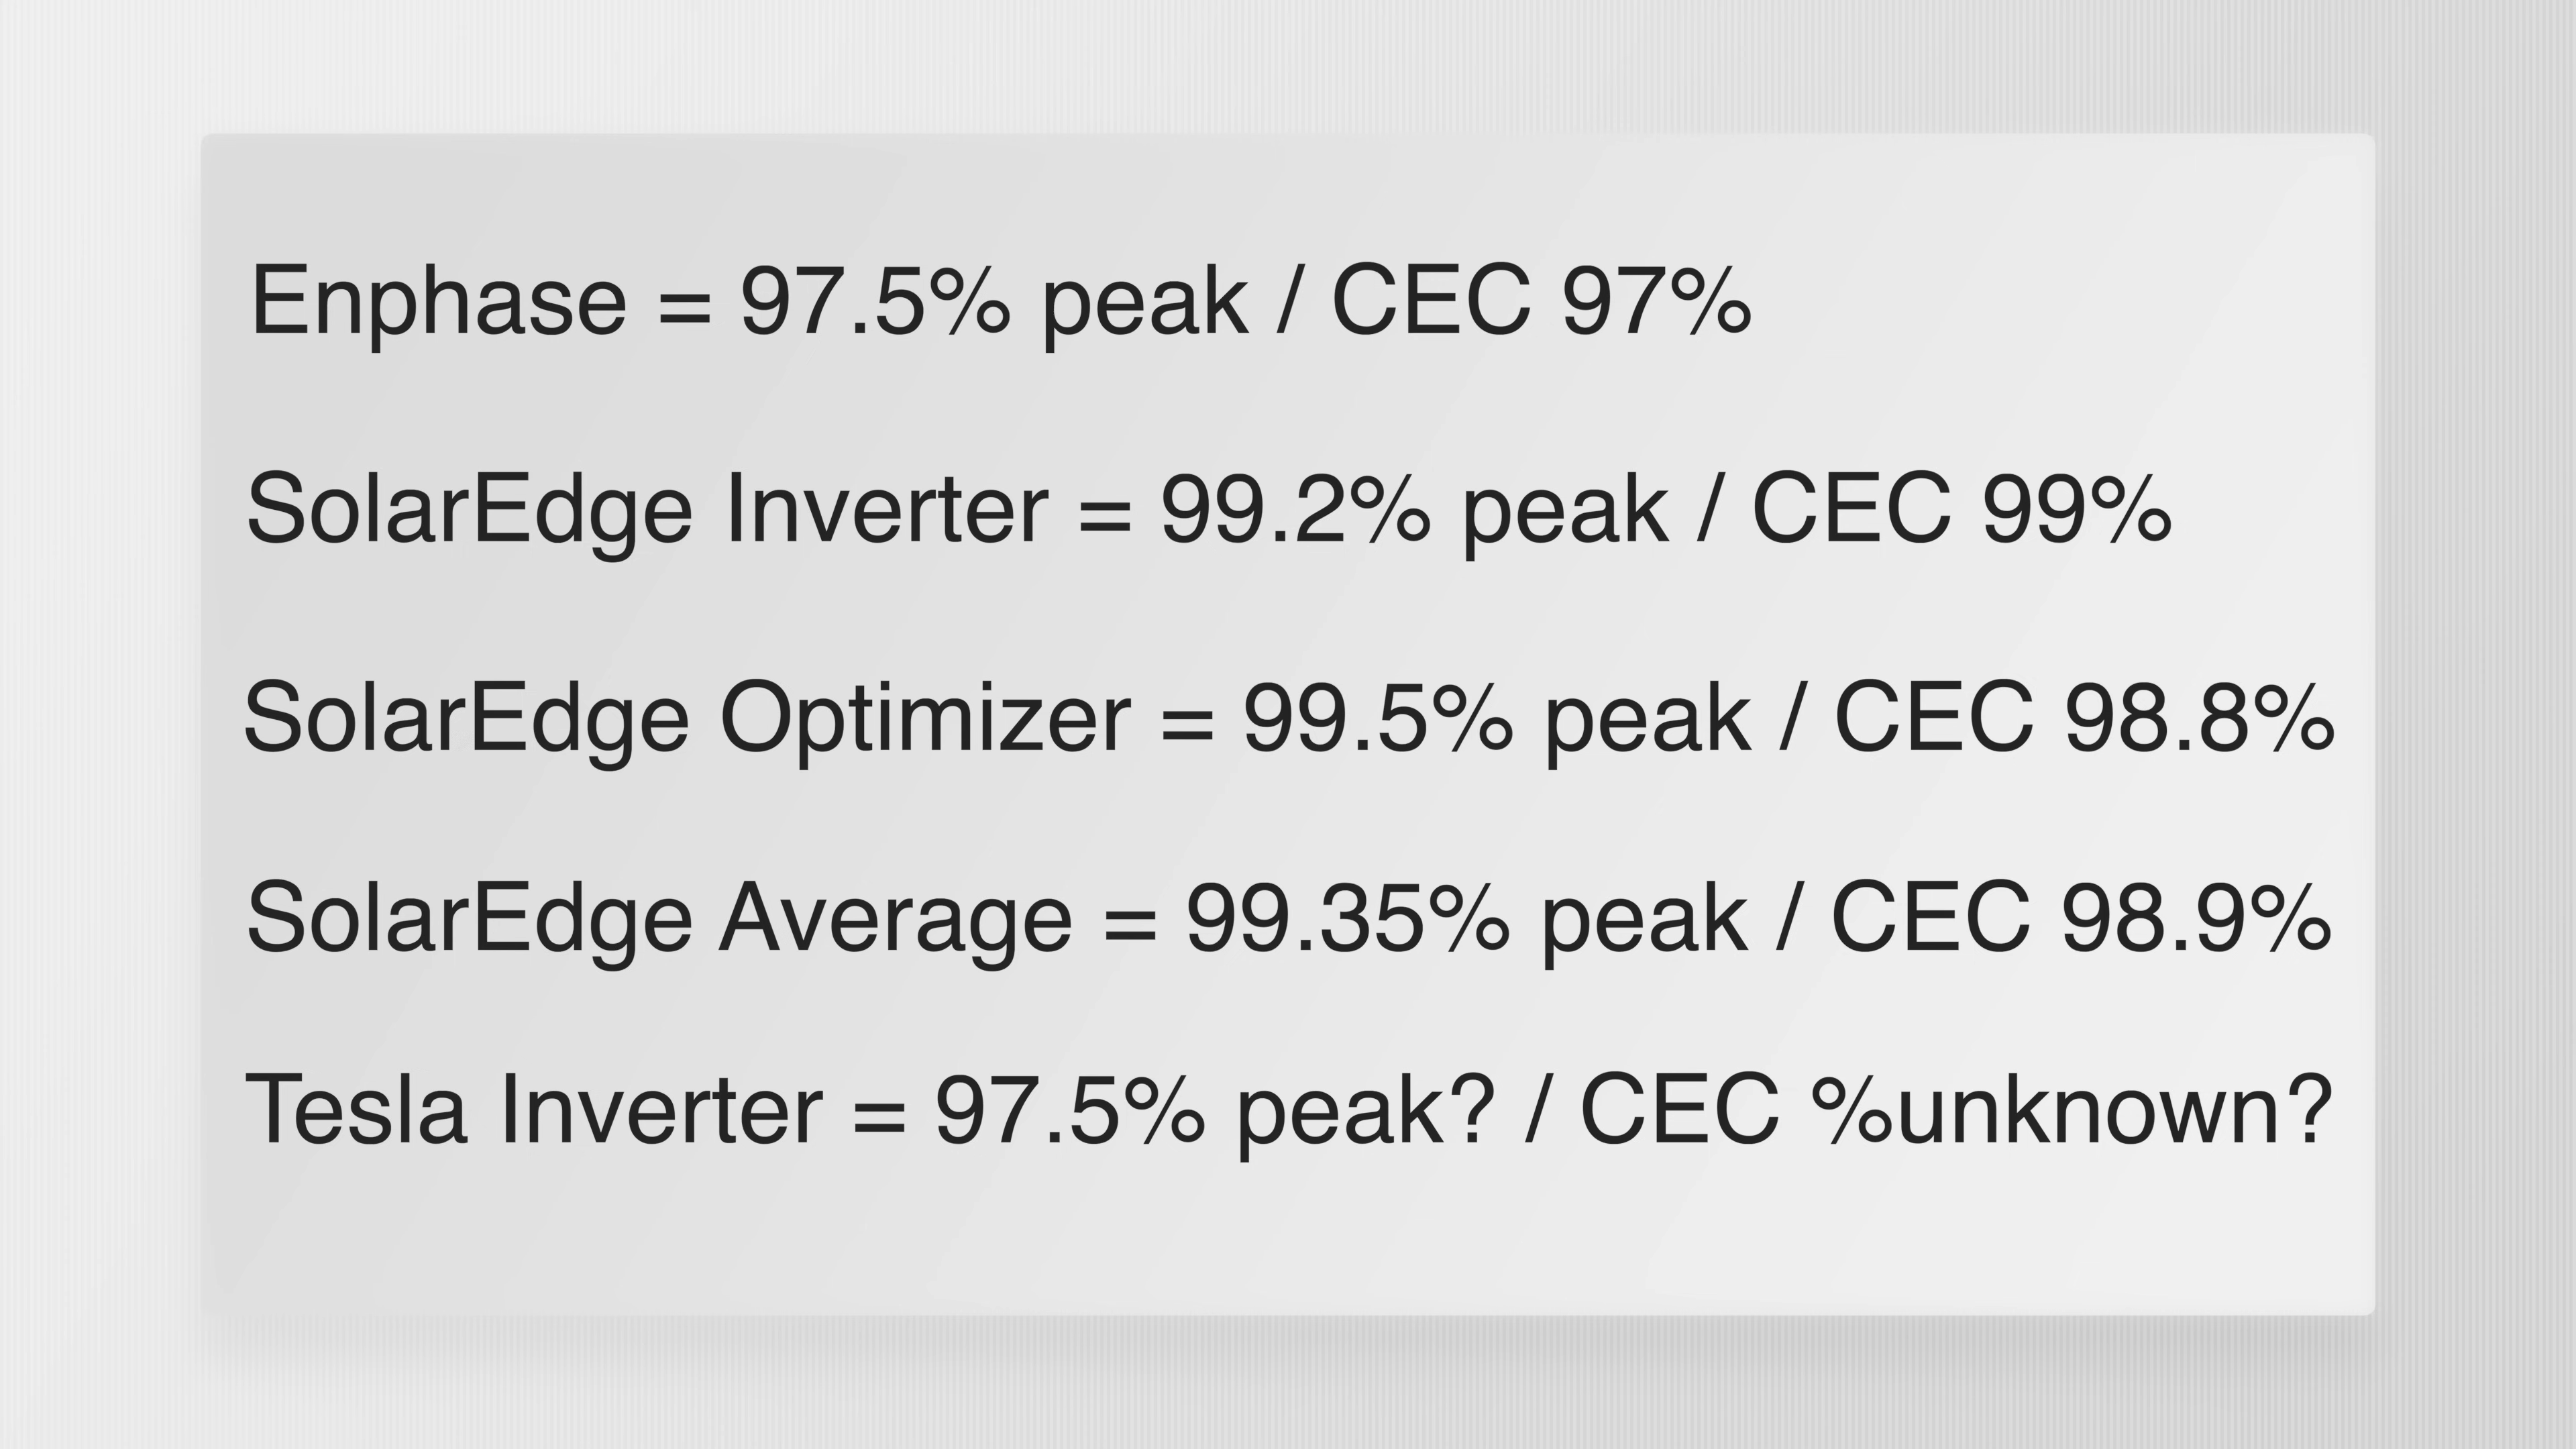 Enphase = 97.5% peak / CEC 97%
SolarEdge Inverter = 99.2% peak / CEC 99%
SolarEdge Optimizer = 99.5% peak / CEC 98.8%
SolarEdge Average = 99.35% peak / CEC 98.9%
Tesla Inverter = 97.5% peak? / CEC %unknown?